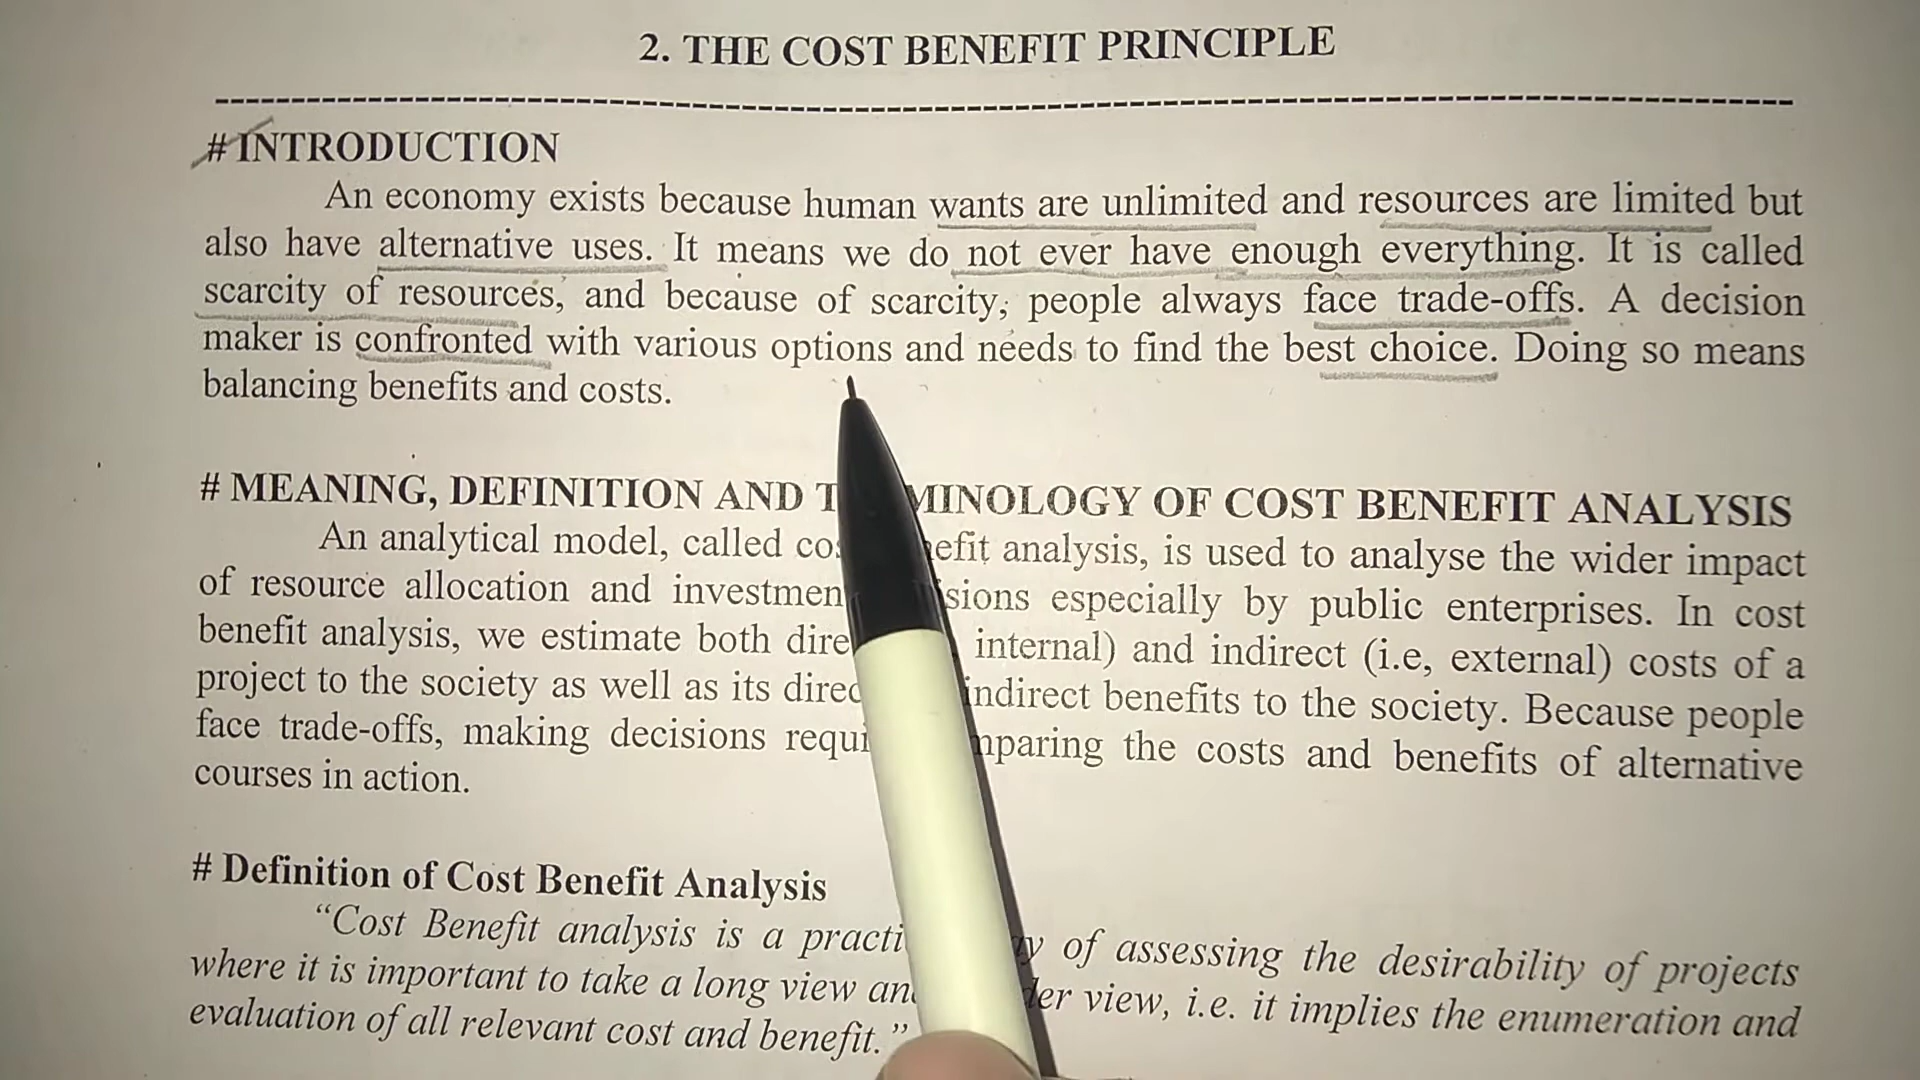 2. THE COST BENEFIT PRINCIPLE
# INTRODUCTION
An economy exists because human wants are unlimited and resources are limited but
also have alternative uses. It means we do not ever have enough everything. It is called
scarcity of resources, and because of scarcity, people always face trade-offs. A decision
maker is confronted with various options and needs to find the best choice. Doing so means
balancing benefits and costs.
# MEANING, DEFINITION AND T MINOLOGY OF COST BENEFIT ANALYSIS
An analytical model, called efit analysis, is used to analyse the wider impact
of resource allocation and investmen sions especially by public enterprises. In cost
benefit analysis, we estimate both dire internal) and indirect (i.e, external) costs of a
project to the society as well as its direc indirect benefits to the society. Because people
face trade-offs, making decisions requi mparing the costs and benefits of alternative
courses in action.
# Definition of Cost Benefit Analysis
“Cost Benefit analysis is a practi of assessing the desirability of projects
where it is important to take a long view an der view, i.e. it implies the enumeration and
evaluation of all relevant cost and benefit.”